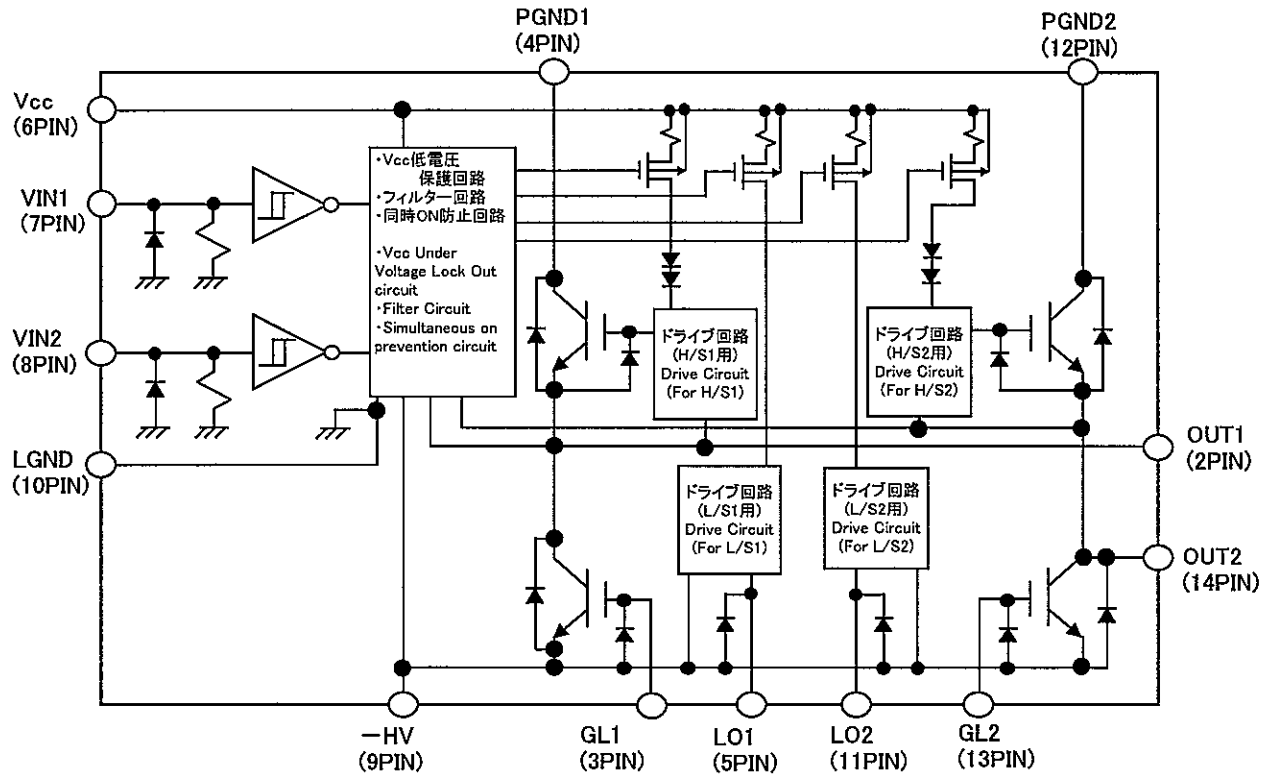 PGND1
(4PIN)
PGND2
(12PIN)
Vcc
(6PIN)
VIN1
(7PIN)
VIN2
(8PIN)
LGND
(10PIN)
・Vcc低電圧
保護回路
・フィルター回路
・同時ON防止回路
・Vcc Under
Voltage Lock Out
circuit
・Filter Circuit
・Simultaneous on
prevention circuit
ドライブ回路
(H/S1用)
Drive Circuit
(For H/S1)
ドライブ回路
(H/S2用)
Drive Circuit
(For H/S2)
OUT1
(2PIN)
ドライブ回路
(L/S1用)
Drive Circuit
(For L/S1)
ドライブ回路
(L/S2用)
Drive Circuit
(For L/S2)
OUT2
(14PIN)
－HV
(9PIN)
GL1
(3PIN)
LO1
(5PIN)
LO2
(11PIN)
GL2
(13PIN)